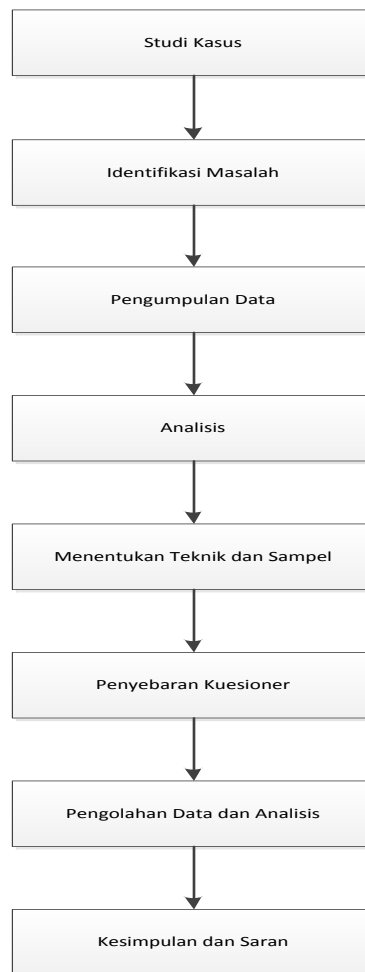 Studi Kasus
Identifikasi Masalah
Pengumpulan Data
Analisis
Menentukan Teknik dan Sampel
Penyebaran Kuesioner
Pengolahan Data dan Analisis
Kesimpulan dan Saran